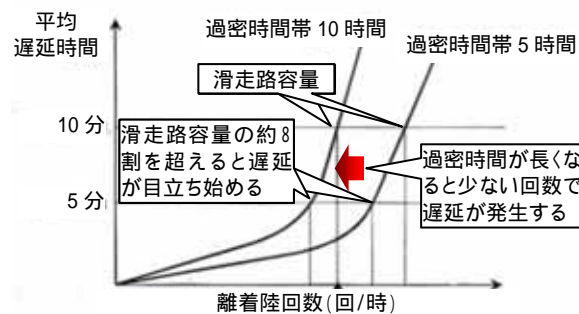 平均
遅延時間
過密時間帯 10 時間
過密時間帯 5 時間
滑走路容量
10 分
滑走路容量の約 8
割を超えると遅延
が目立ち始める
過密時間が長くな
ると少ない回数で
遅延が発生する
5 分
離着陸回数(回/時)